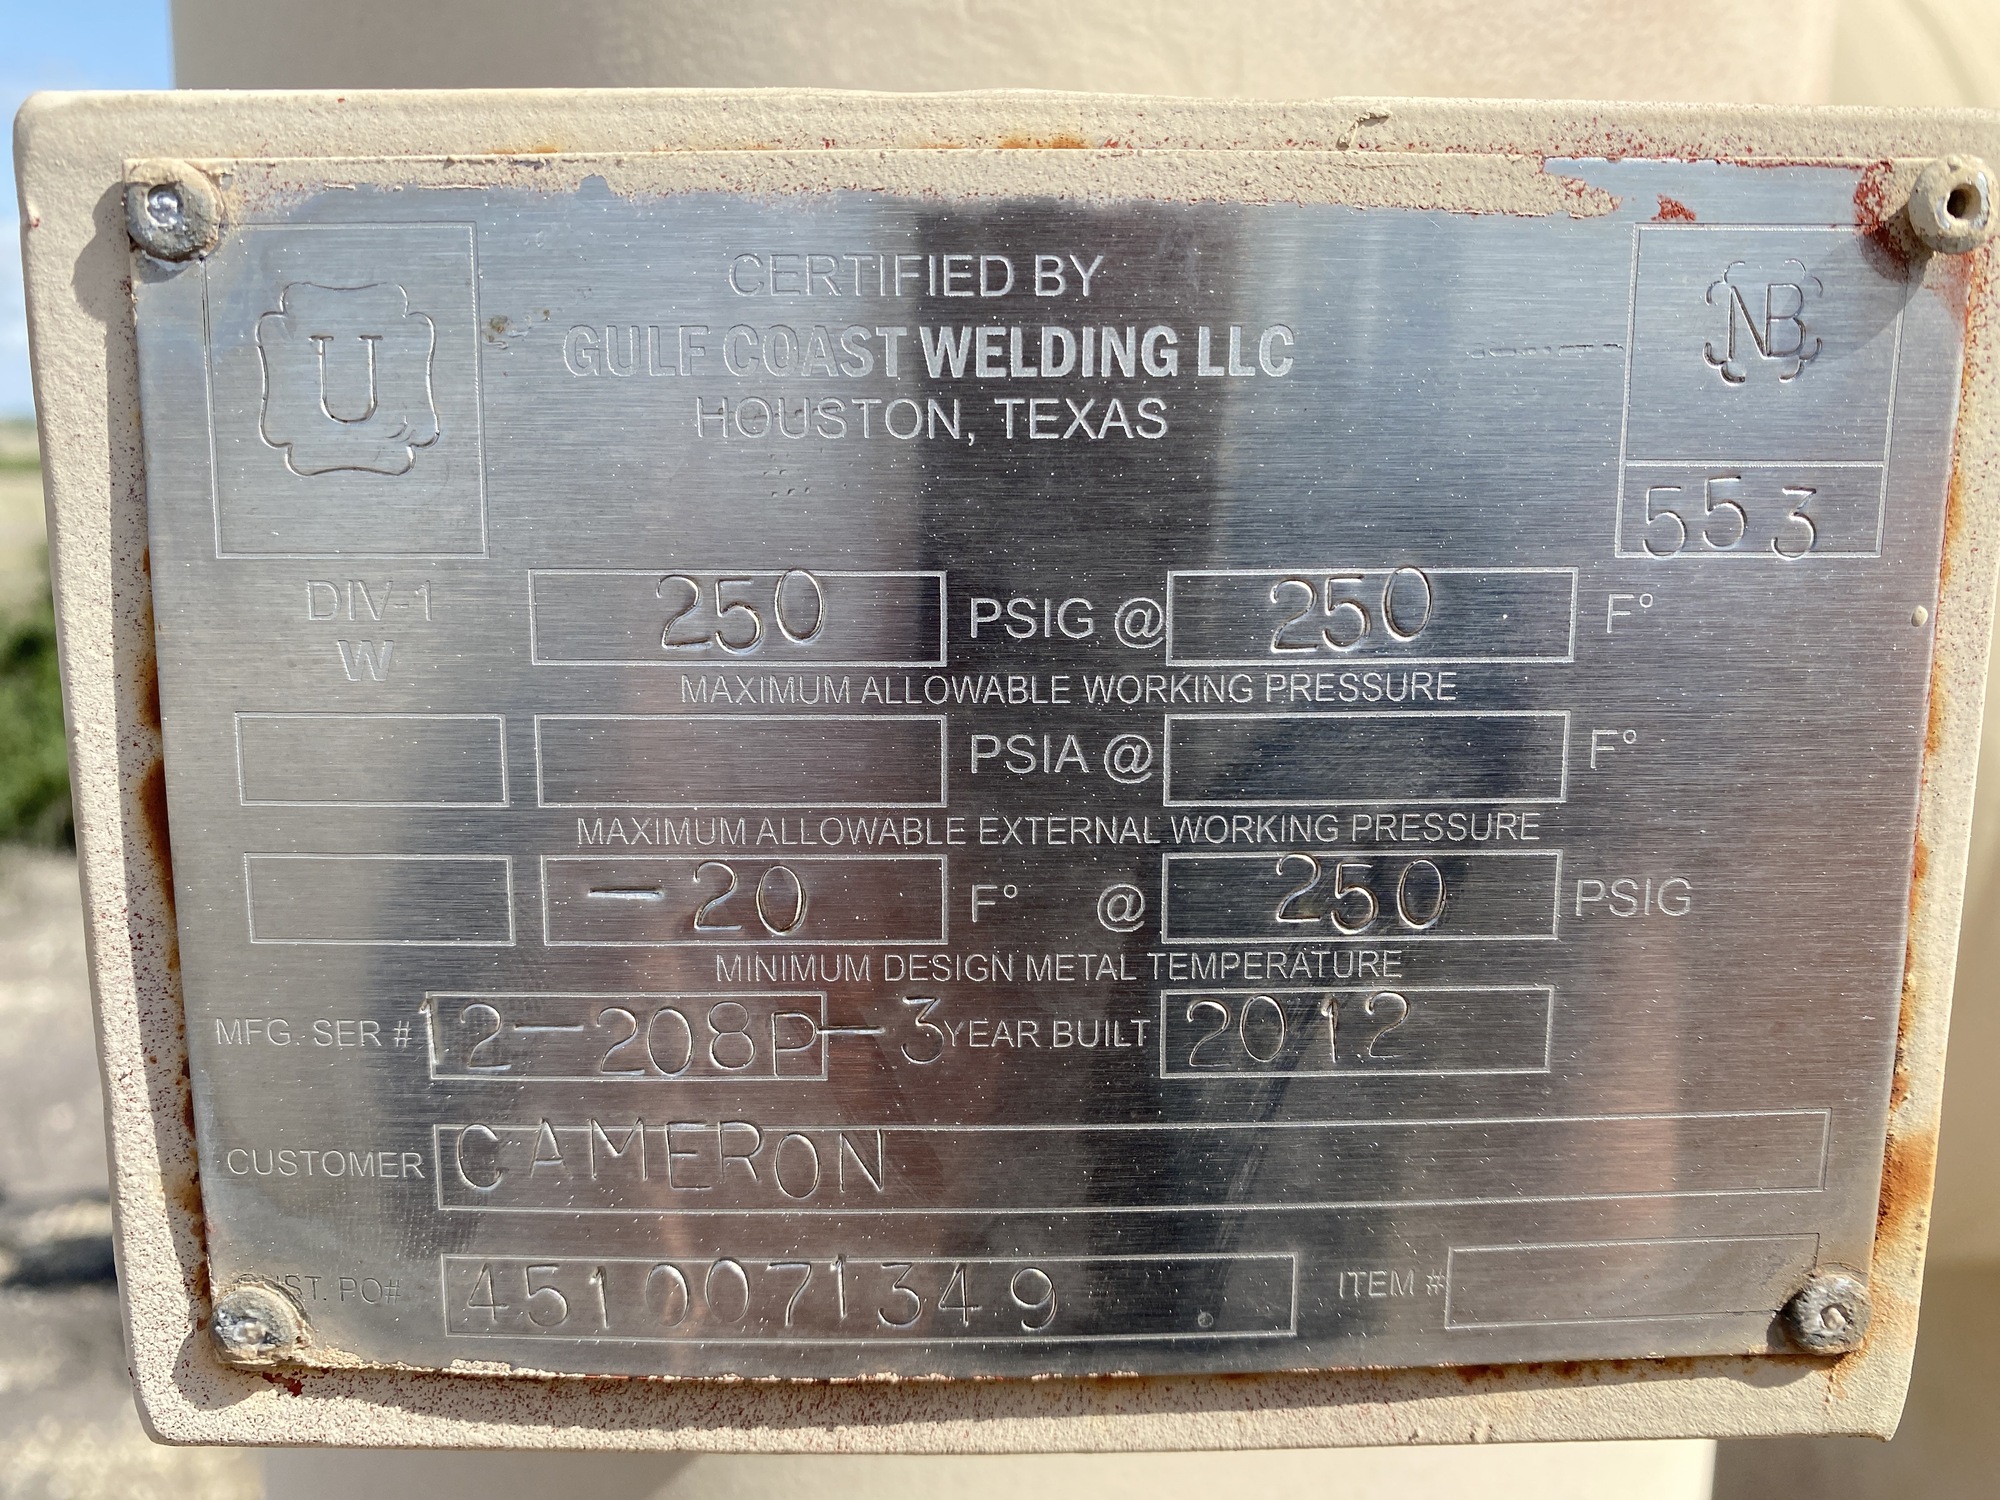 U
CERTIFIED BY
GULF COAST WELDING LLC
HOUSTON, TEXAS
NB
553
DIV-1
W
250 PSIG @ 250 F°
MAXIMUM ALLOWABLE WORKING PRESSURE
PSIA @ F°
MAXIMUM ALLOWABLE EXTERNAL WORKING PRESSURE
-20 F° @ 250 PSIG
MINIMUM DESIGN METAL TEMPERATURE
MFG. SER # 12-208P-3 YEAR BUILT 2012
CUSTOMER CAMERON
CUST. PO# 4510071349 ITEM #